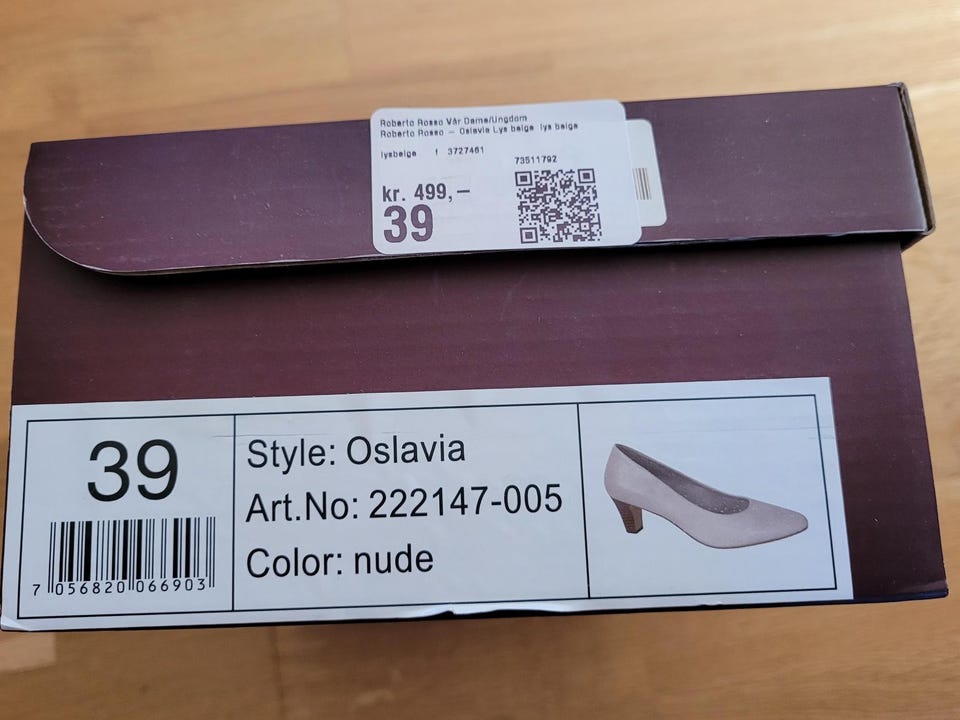 Roberto Rosso Vår Dame/Ungdom
Roberto Rosso – Oslavia Lys beige lys beige
lysbeige f 3727461
73511792
kr. 499,–
39
39
7 056820 066903
Style: Oslavia
Art.No: 222147-005
Color: nude